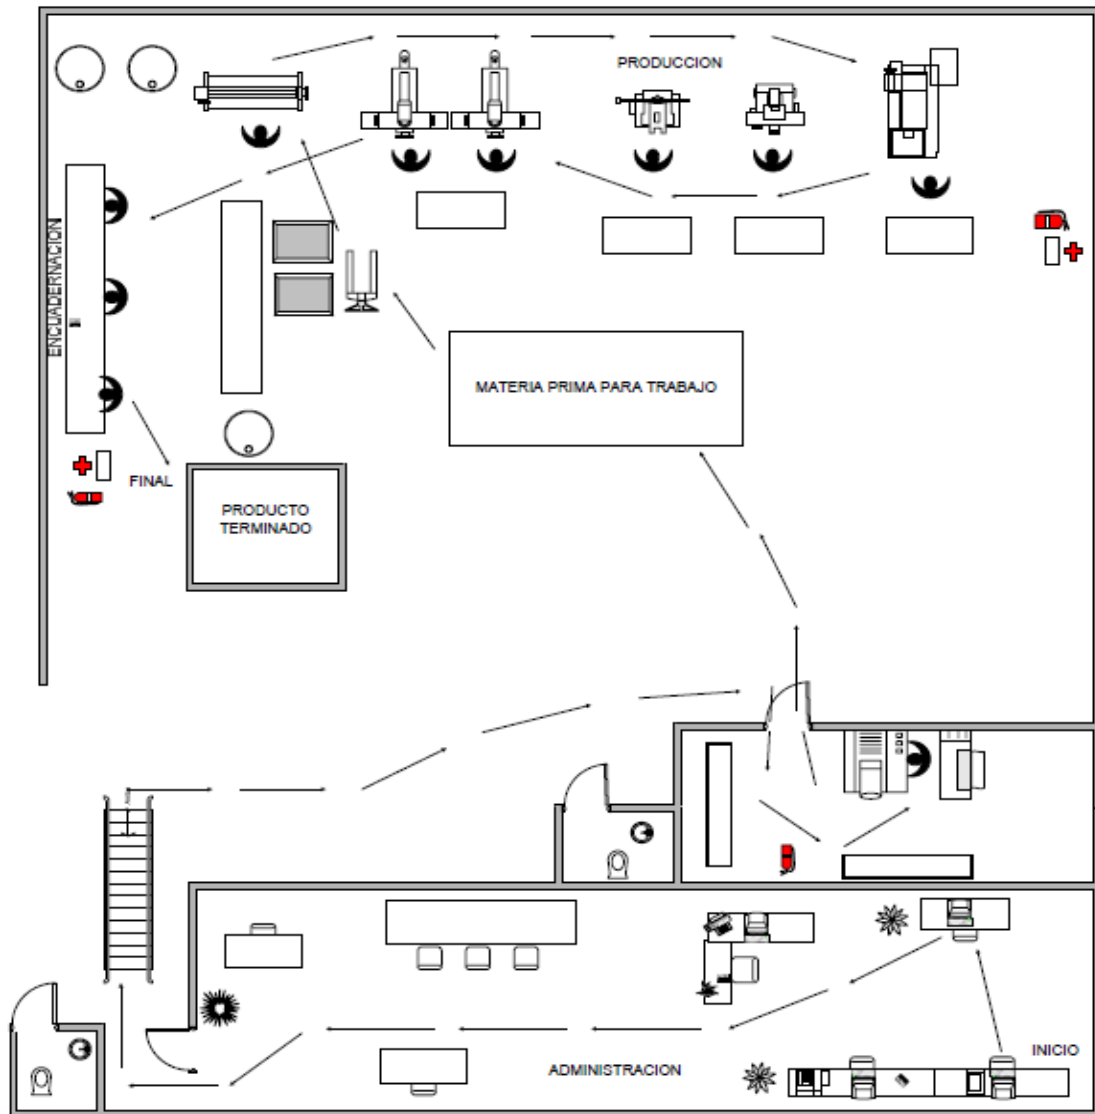 PRODUCCION
ENCUADERNACION
MATERIA PRIMA PARA TRABAJO
FINAL
PRODUCTO
TERMINADO
INICIO
ADMINISTRACION